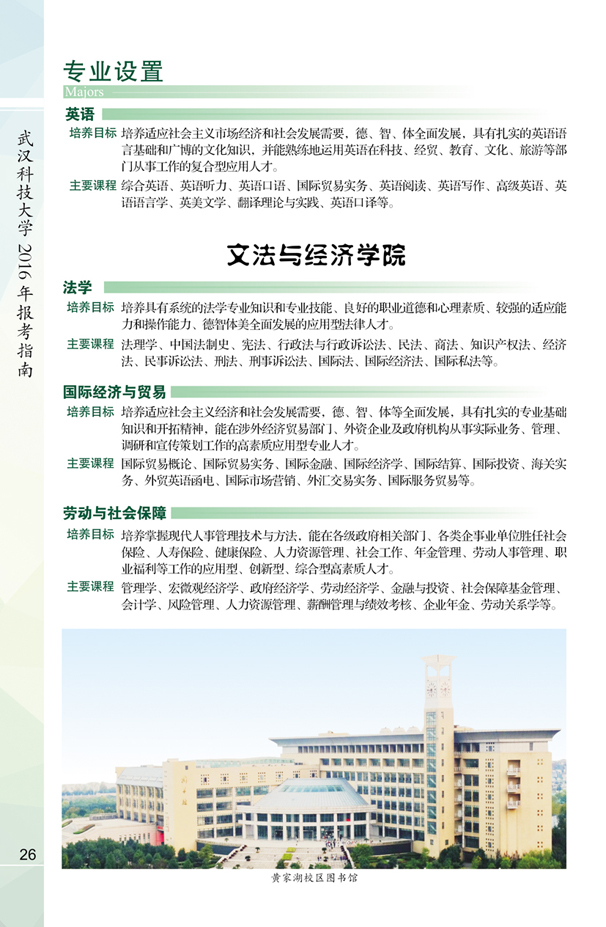 专业设置
Majors
英语
培养目标 培养适应社会主义市场经济和社会发展需要，德、智、体全面发展，具有扎实的英语语
言基础和广博的文化知识，并能熟练地运用英语在科技、经贸、教育、文化、旅游等部
门从事工作的复合型应用人才。
主要课程 综合英语、英语听力、英语口语、国际贸易实务、英语阅读、英语写作、高级英语、英
语语言学、英美文学、翻译理论与实践、英语口译等。
文法与经济学院
法学
培养目标 培养具有系统的法学专业知识和专业技能、良好的职业道德和心理素质、较强的适应能
力和操作能力、德智体美全面发展的应用型法律人才。
主要课程 法理学、中国法制史、宪法、行政法与行政诉讼法、民法、商法、知识产权法、经济
法、民事诉讼法、刑法、刑事诉讼法、国际法、国际经济法、国际私法等。
国际经济与贸易
培养目标 培养适应社会主义经济和社会发展需要，德、智、体等全面发展，具有扎实的专业基础
知识和开拓精神，能在涉外经济贸易部门、外资企业及政府机构从事实际业务、管理、
调研和宣传策划工作的高素质应用型专业人才。
主要课程 国际贸易概论、国际贸易实务、国际金融、国际经济学、国际结算、国际投资、海关实
务、外贸英语函电、国际市场营销、外汇交易实务、国际服务贸易等。
劳动与社会保障
培养目标 培养掌握现代人事管理技术与方法，能在各级政府相关部门、各类企事业单位胜任社会
保险、人寿保险、健康保险、人力资源管理、社会工作、年金管理、劳动人事管理、职
业福利等工作的应用型、创新型、综合型高素质人才。
主要课程 管理学、宏微观经济学、政府经济学、劳动经济学、金融与投资、社会保障基金管理、
会计学、风险管理、人力资源管理、薪酬管理与绩效考核、企业年金、劳动关系学等。
黄家湖校区图书馆
武汉科技大学 2016 年报考指南
26